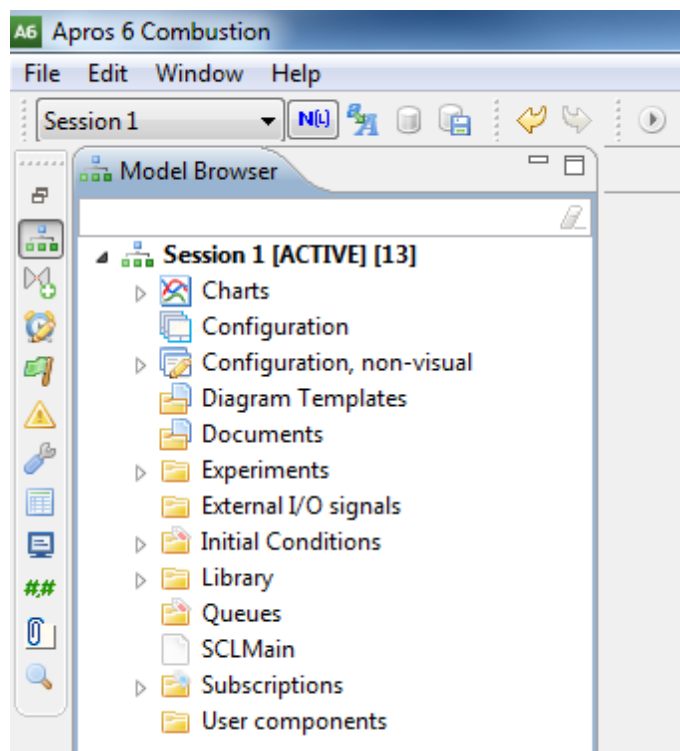 A6 Apros 6 Combustion
File Edit Window Help
Session 1 N(L)
Model Browser
Session 1 [ACTIVE] [13]
Charts
Configuration
Configuration, non-visual
Diagram Templates
Documents
Experiments
External I/O signals
Initial Conditions
#,# Library
Queues
SCLMain
Subscriptions
User components